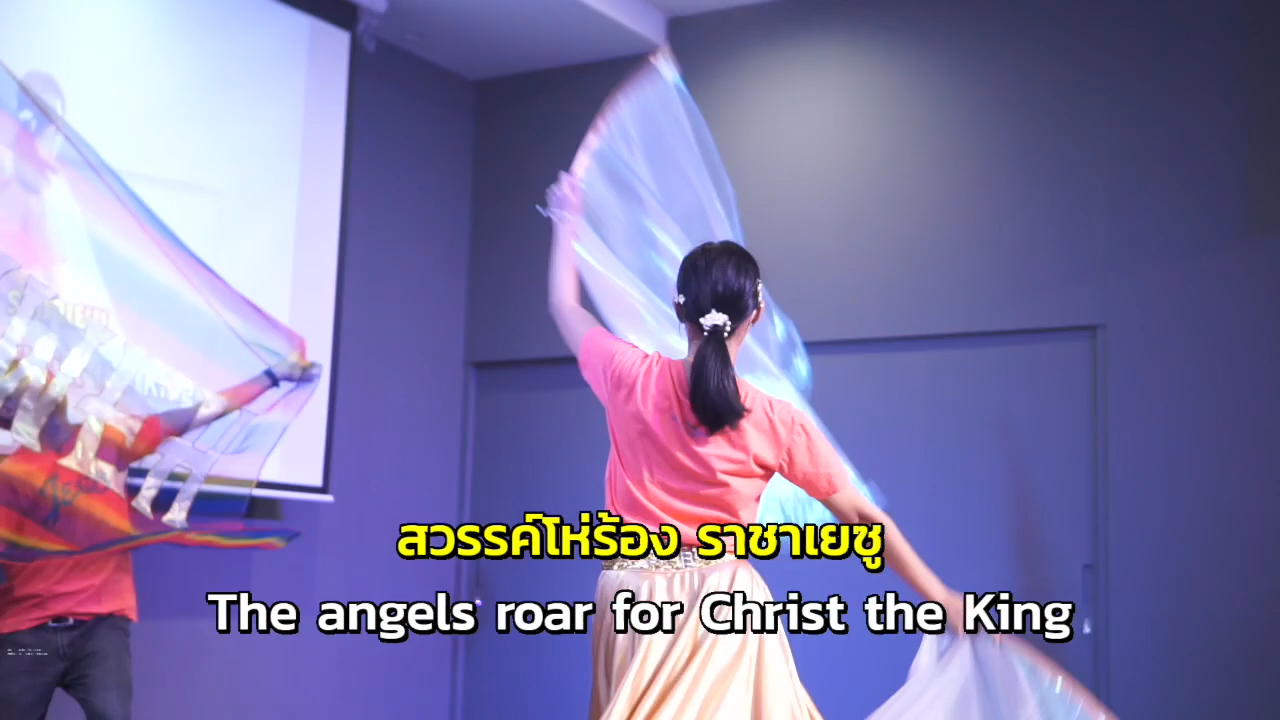 สวรรค์โห่ร้อง ราชาเยซู
The angels roar for Christ the King